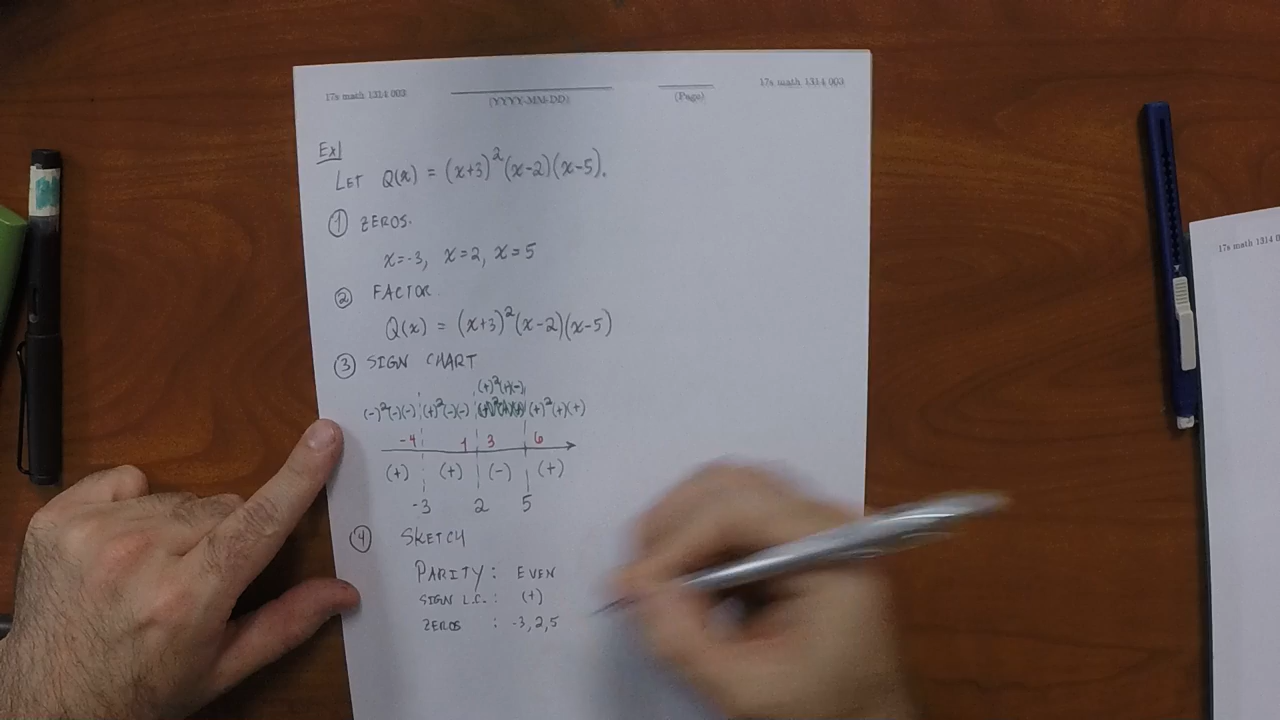 17s math 1314 003 17s math 1314 003
(YYYY-MM-DD) (Page)
Ex1
LET Q(x) = (x+3)²(x-2)(x-5).
① ZEROS.
x=-3, x=2, x=5
② FACTOR
Q(x) = (x+3)²(x-2)(x-5)
③ SIGN CHART
(+)²(+)(-)
(-)²(-)(-) (+)²(-)(-) (+)²(+)(+)
-4 1 3 6
(+) (+) (-) (+)
-3 2 5
④ SKETCH
PARITY: EVEN
SIGN L.C.: (+)
ZEROS : -3,2,5
17s math 1314 0